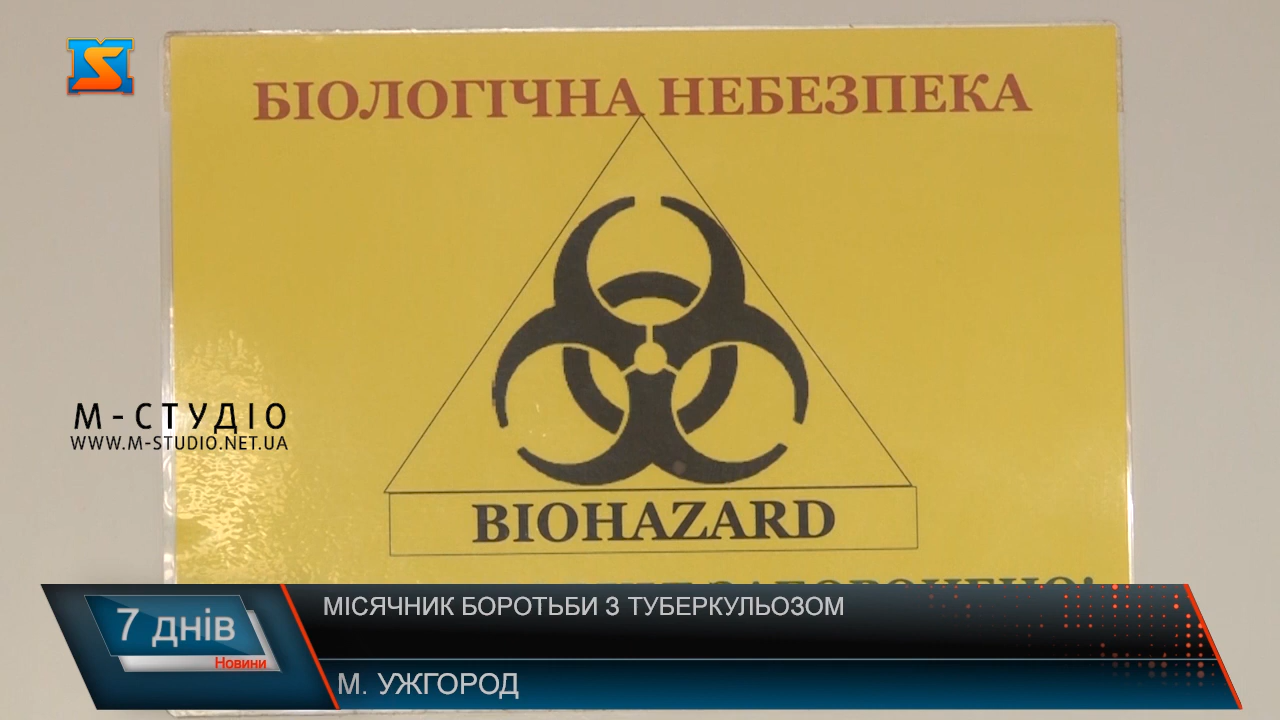 БІОЛОГІЧНА НЕБЕЗПЕКА
М-СТУДІО
WWW.M-STUDIO.NET.UA
BIOHAZARD
7 днів
Новини
МІСЯЧНИК БОРОТЬБИ З ТУБЕРКУЛЬОЗОМ
М. УЖГОРОД